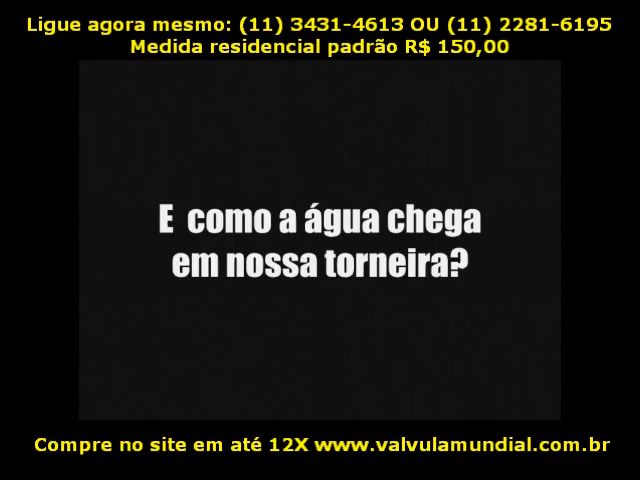 Ligue agora mesmo: (11) 3431-4613 OU (11) 2281-6195
Medida residencial padrão R$ 150,00
E como a água chega
em nossa torneira?
Compre no site em até 12X www.valvulamundial.com.br